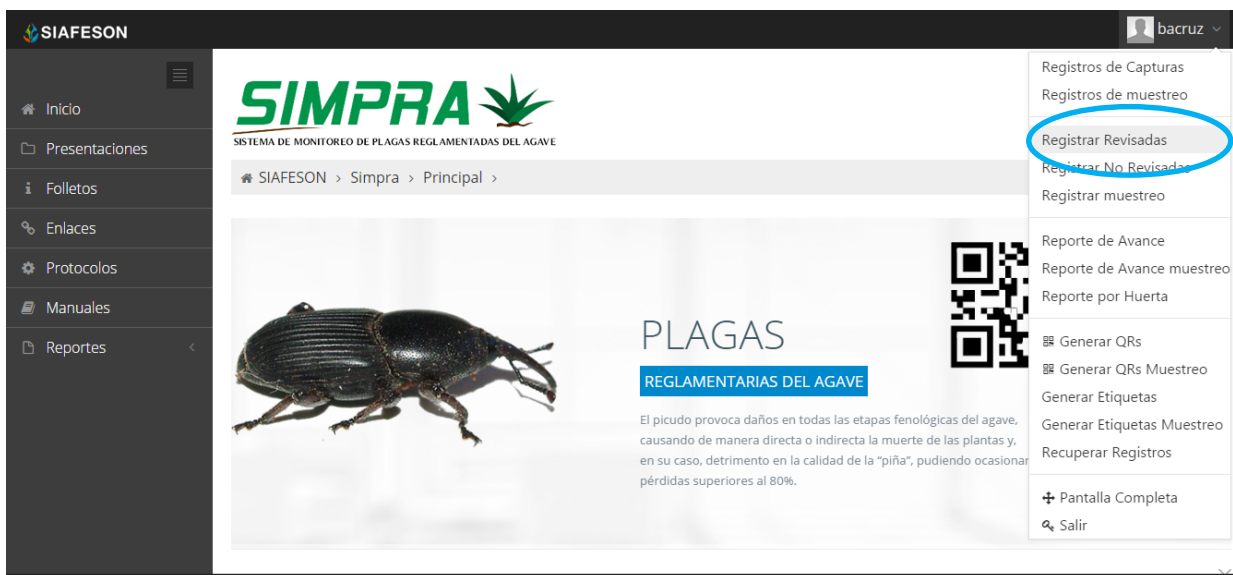 SIAFESON
bacruz
Inicio
Presentaciones
Folletos
Enlaces
Protocolos
Manuales
Reportes
SIMPRA
SISTEMA DE MONITOREO DE PLAGAS REGLAMENTADAS DEL AGAVE
SIAFESON > Simpra > Principal >
PLAGAS
REGLAMENTARIAS DEL AGAVE
El picudo provoca daños en todas las etapas fenológicas del agave,
causando de manera directa o indirecta la muerte de las plantas y,
en su caso, detrimento en la calidad de la “piña”, pudiendo ocasionar
pérdidas superiores al 80%.
Registros de Capturas
Registros de muestreo
Registrar Revisadas
Registrar No Revisadas
Registrar muestreo
Reporte de Avance
Reporte de Avance muestreo
Reporte por Huerta
Generar QRs
Generar QRs Muestreo
Generar Etiquetas
Generar Etiquetas Muestreo
Recuperar Registros
Pantalla Completa
Salir